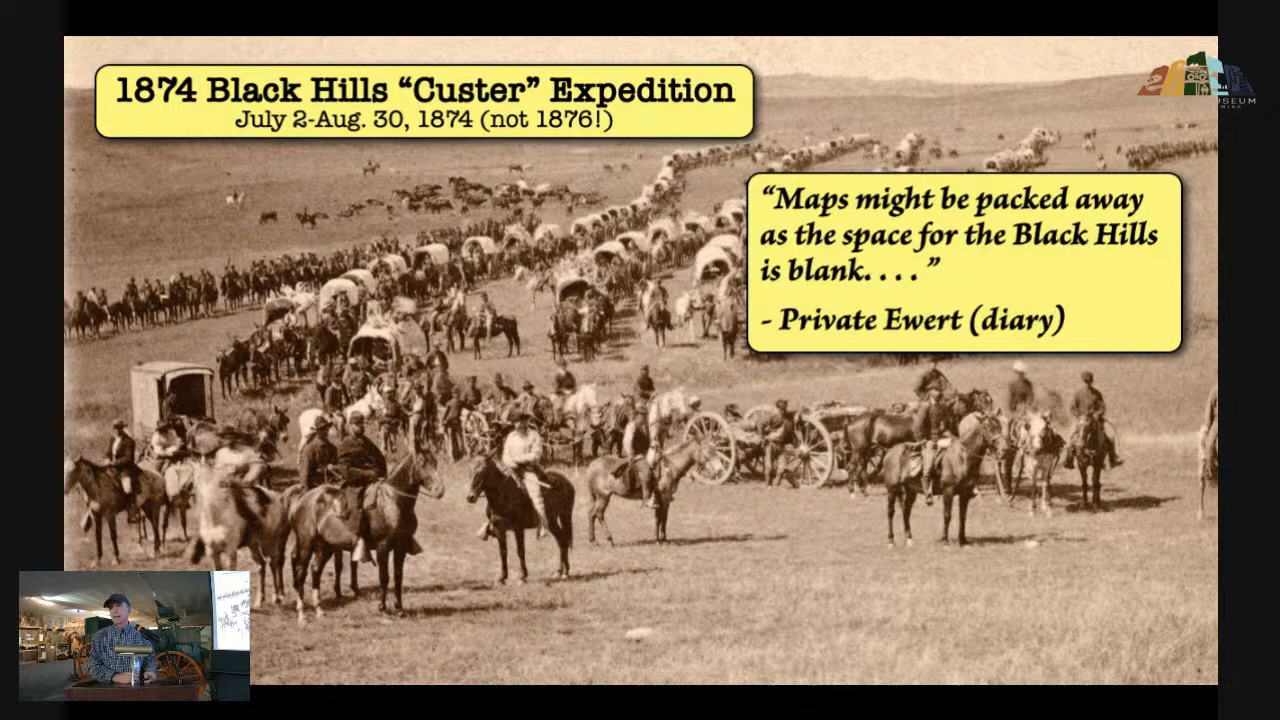 1874 Black Hills “Custer” Expedition
July 2-Aug. 30, 1874 (not 1876!)
“Maps might be packed away
as the space for the Black Hills
is blank. . . . ”
- Private Ewert (diary)